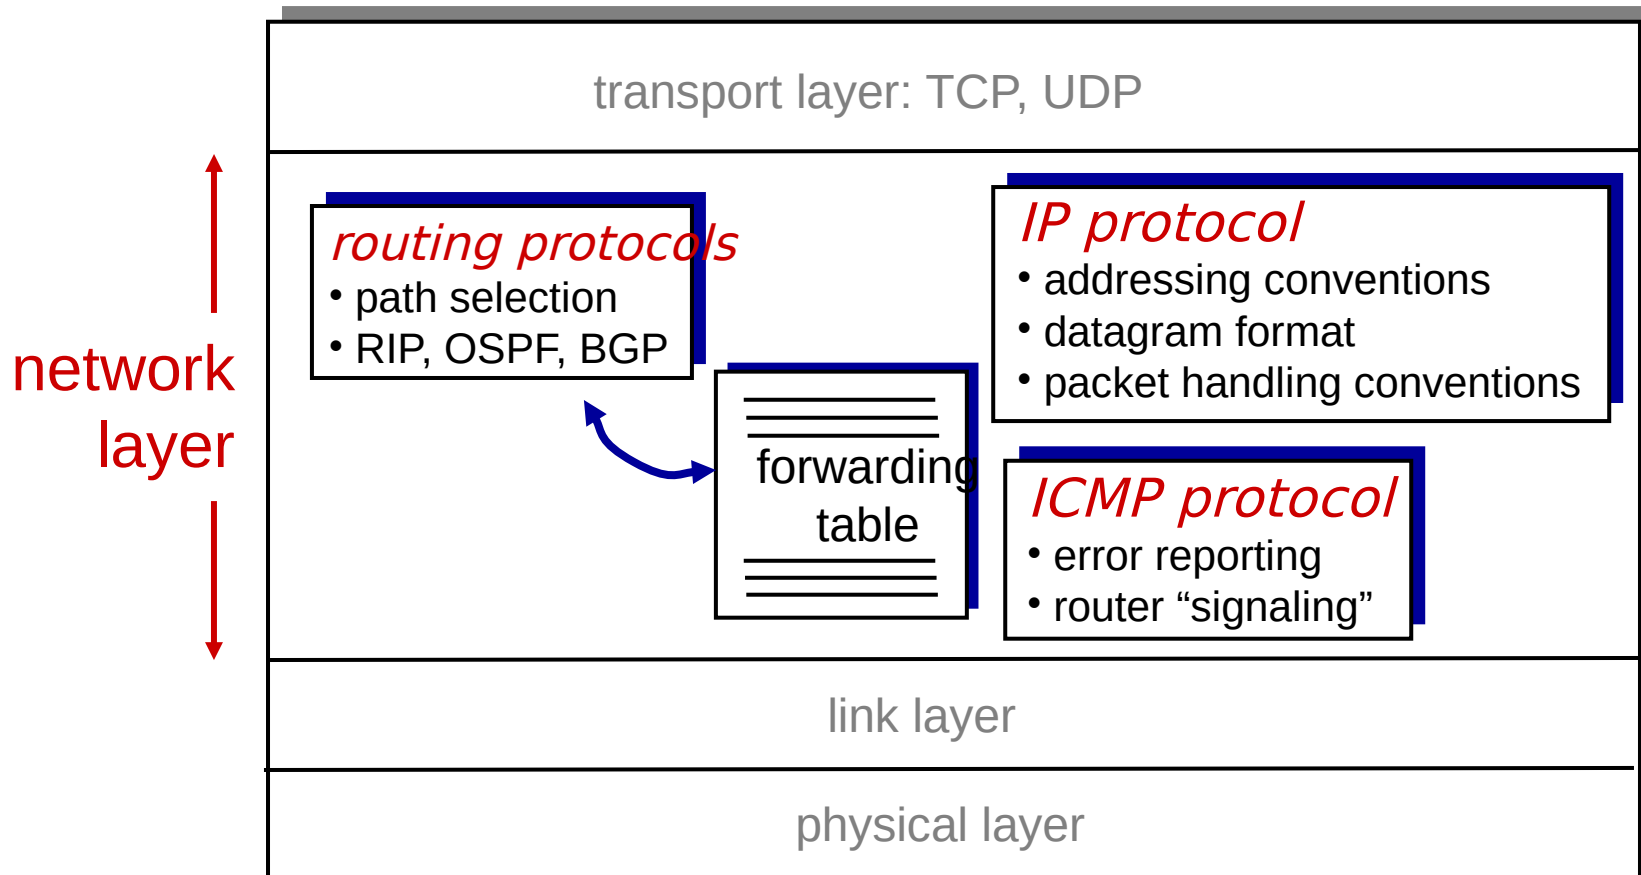 transport layer: TCP, UDP
network
layer
routing protocols
• path selection
• RIP, OSPF, BGP
forwarding
table
IP protocol
• addressing conventions
• datagram format
• packet handling conventions
ICMP protocol
• error reporting
• router “signaling”
link layer
physical layer